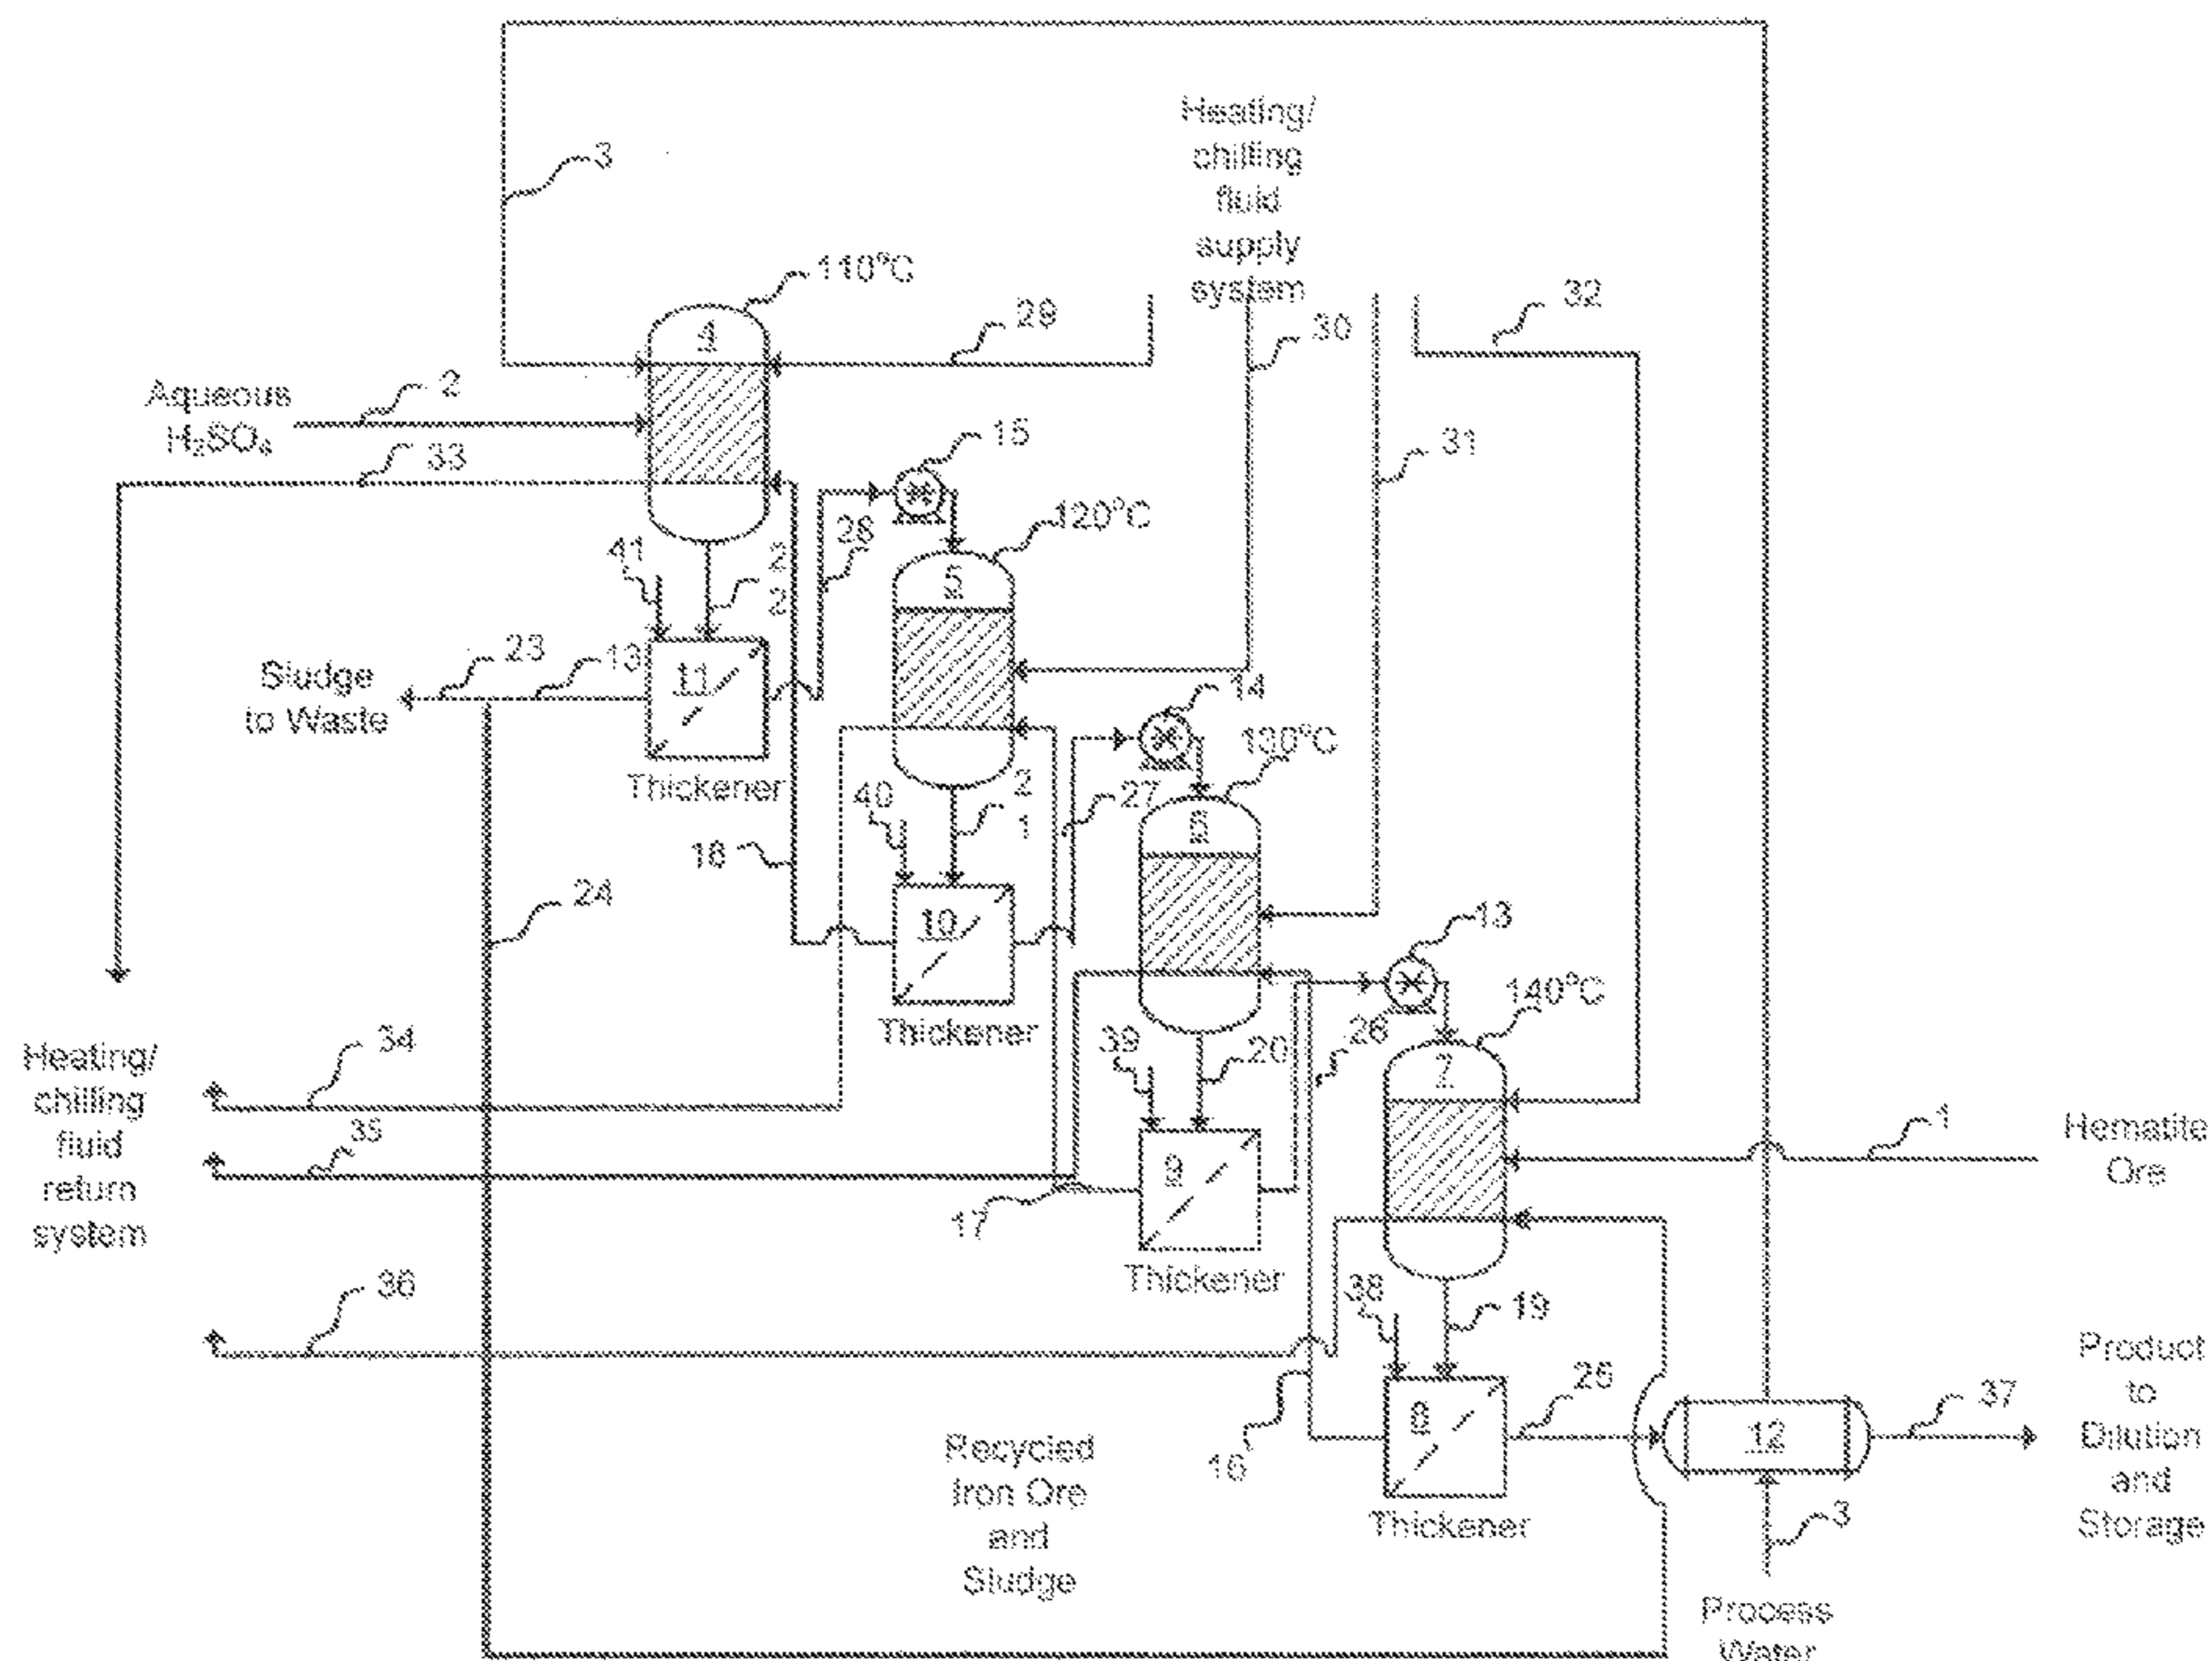 3
Heating/
chilling
fluid
supply
system
110°C
29
32
30
4
Aqueous
H₂SO₄
2
33
15
31
28
120°C
41
2
2
5
23
13
Sludge
to Waste
11
14
Thickener
130°C
40
2
1
27
18
6
24
10
13
140°C
Thickener
26
34
39
20
7
Heating/
chilling
fluid
return
system
35
1
Hematite
Ore
9
17
Thickener
36
38
19
Product
to
Dilution
and
Storage
25
37
8
12
16
Recycled
Iron Ore
and
Sludge
Thickener
3
Process
Water